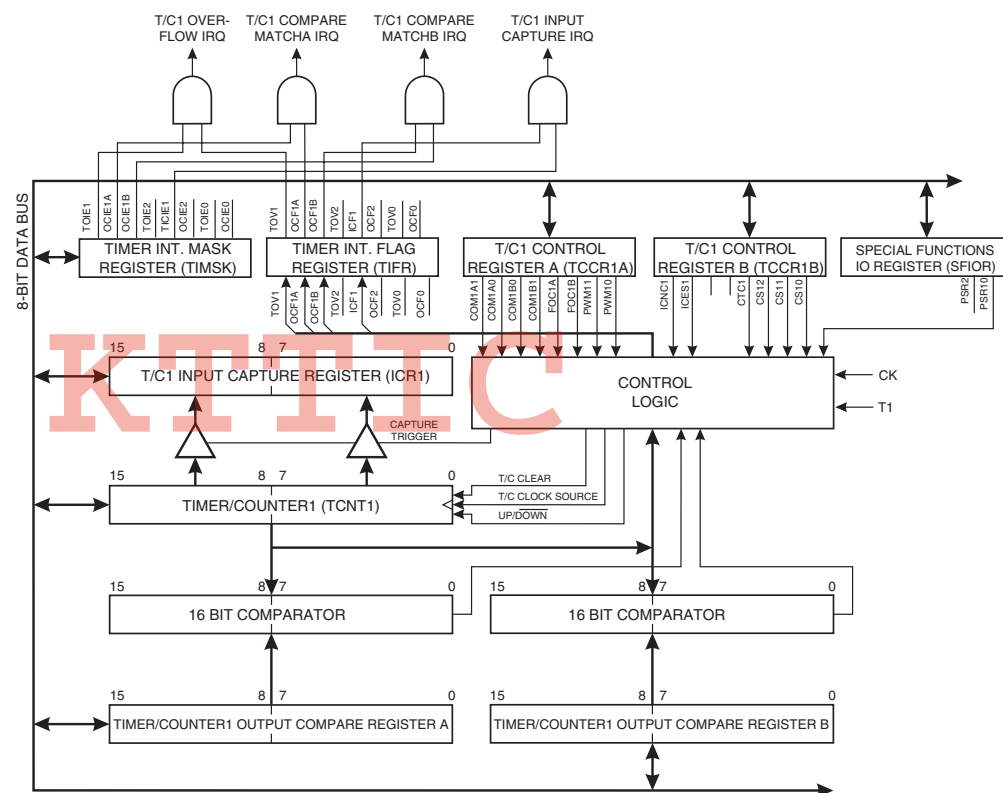 T/C1 OVER-
FLOW IRQ
T/C1 COMPARE
MATCHA IRQ
T/C1 COMPARE
MATCHB IRQ
T/C1 INPUT
CAPTURE IRQ
8-BIT DATA BUS
TOIE1
OCIE1A
OCIE1B
TOIE2
TICIE1
OCIE2
TOIE0
OCIE0
TOV1
OCF1A
OCF1B
TOV2
ICF1
OCF2
TOV0
OCF0
TIMER INT. MASK
REGISTER (TIMSK)
TIMER INT. FLAG
REGISTER (TIFR)
T/C1 CONTROL
REGISTER A (TCCR1A)
T/C1 CONTROL
REGISTER B (TCCR1B)
SPECIAL FUNCTIONS
IO REGISTER (SFIOR)
TOV1
OCF1A
OCF1B
TOV2
ICF1
OCF2
TOV0
OCF0
COM1A1
COM1A0
COM1B0
COM1B1
FOC1A
FOC1B
PWM11
PWM10
ICNC1
ICES1
CTC1
CS12
CS11
CS10
PSR2
PSR10
KTTIC
15 8 7 0
T/C1 INPUT CAPTURE REGISTER (ICR1)
CONTROL
LOGIC
CK
T1
CAPTURE
TRIGGER
15 8 7 0
TIMER/COUNTER1 (TCNT1)
T/C CLEAR
T/C CLOCK SOURCE
UP/DOWN
15 8 7 0
16 BIT COMPARATOR
15 8 7 0
16 BIT COMPARATOR
15 8 7 0
TIMER/COUNTER1 OUTPUT COMPARE REGISTER A
15 8 7 0
TIMER/COUNTER1 OUTPUT COMPARE REGISTER B